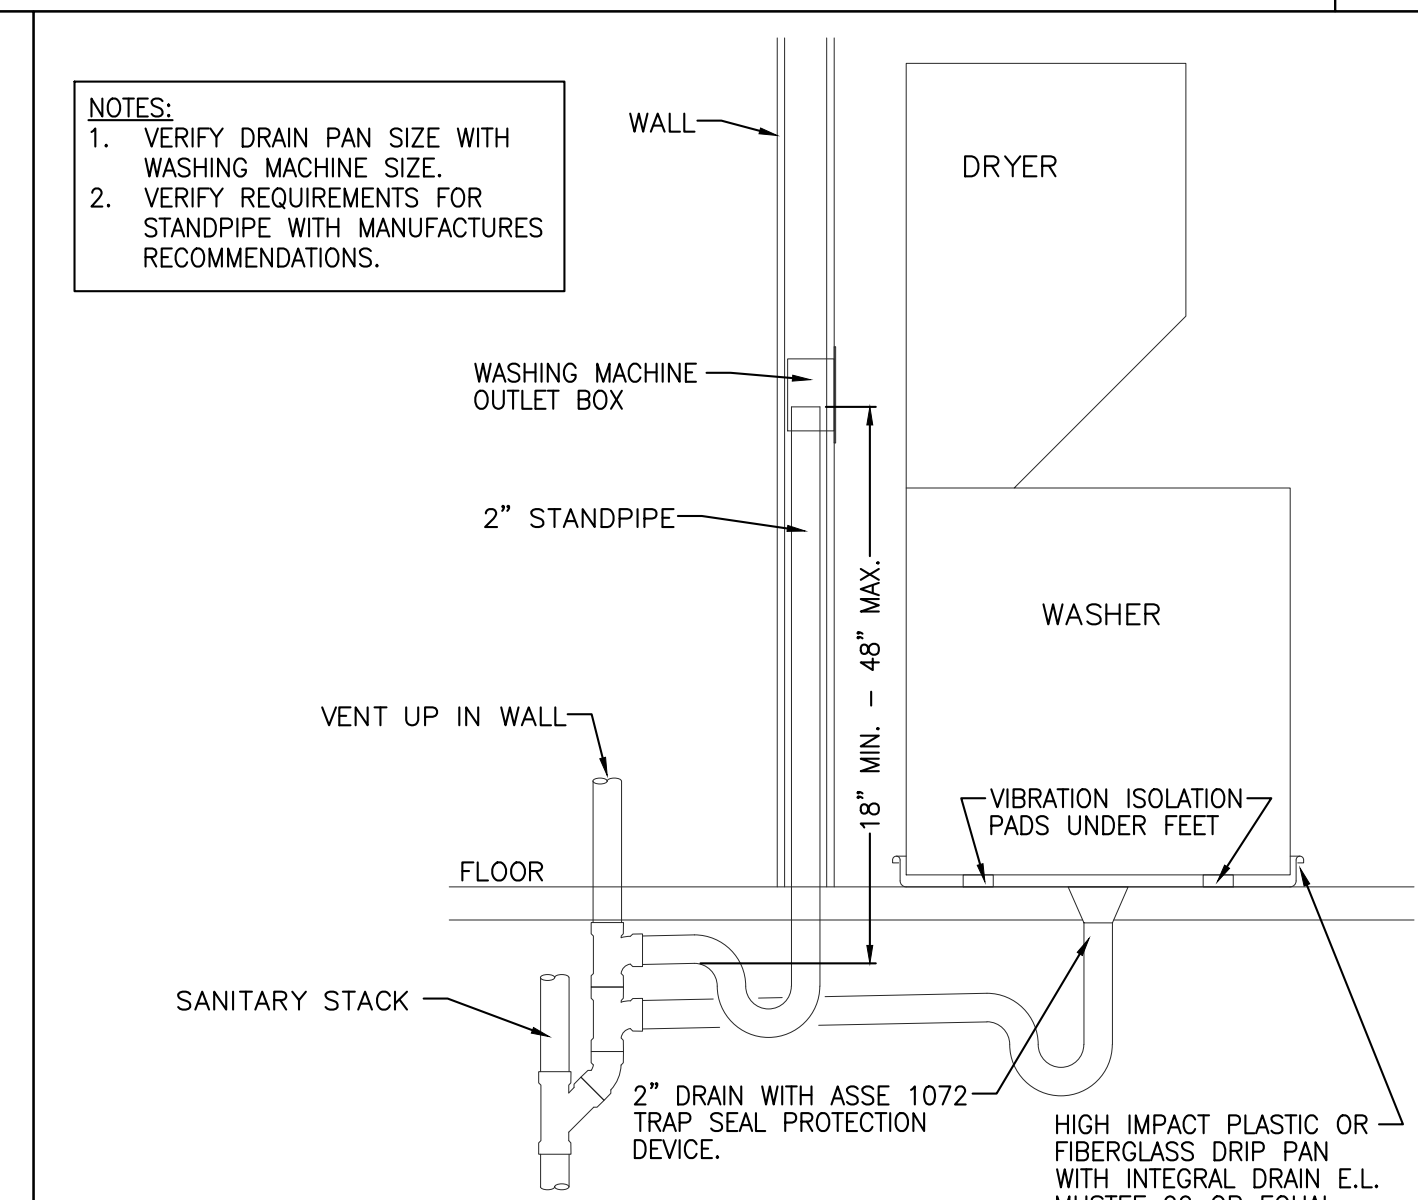 NOTES:
1. VERIFY DRAIN PAN SIZE WITH
WASHING MACHINE SIZE.
2. VERIFY REQUIREMENTS FOR
STANDPIPE WITH MANUFACTURES
RECOMMENDATIONS.
WALL
DRYER
WASHING MACHINE
OUTLET BOX
2” STANDPIPE
18” MIN. - 48” MAX.
WASHER
VENT UP IN WALL
VIBRATION ISOLATION
PADS UNDER FEET
FLOOR
SANITARY STACK
2” DRAIN WITH ASSE 1072
TRAP SEAL PROTECTION
DEVICE.
HIGH IMPACT PLASTIC OR
FIBERGLASS DRIP PAN
WITH INTEGRAL DRAIN E.L.